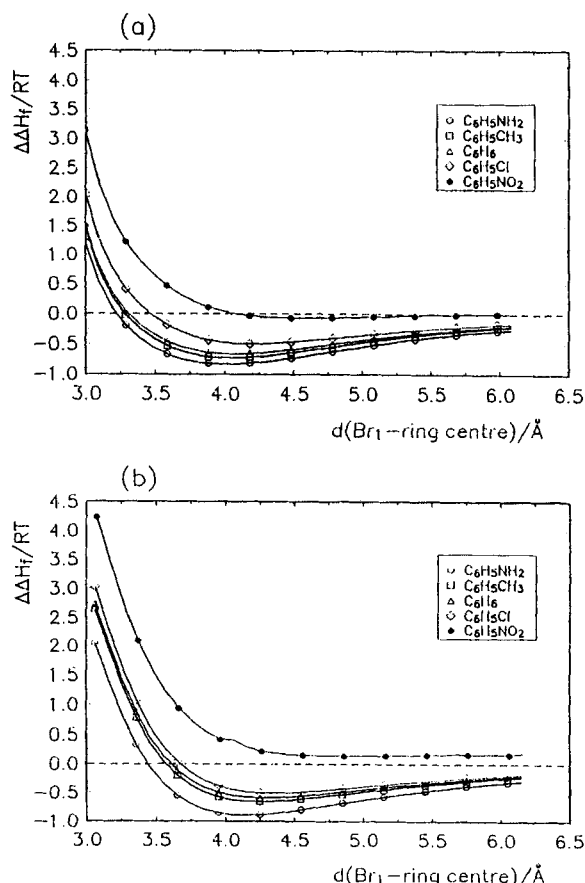 (a)
4.5
4.0
3.5
3.0
2.5
2.0
1.5
1.0
0.5
0.0
−0.5
−1.0
ΔΔHf/RT
C6H5NH2
C6H5CH3
C6H6
C6H5Cl
C6H5NO2
3.0 3.5 4.0 4.5 5.0 5.5 6.0 6.5
d(Br1−ring centre)/Å
(b)
4.5
4.0
3.5
3.0
2.5
2.0
1.5
1.0
0.5
0.0
−0.5
−1.0
ΔΔHf/RT
C6H5NH2
C6H5CH3
C6H6
C6H5Cl
C6H5NO2
3.0 3.5 4.0 4.5 5.0 5.5 6.0 6.5
d(Br1−ring centre)/Å